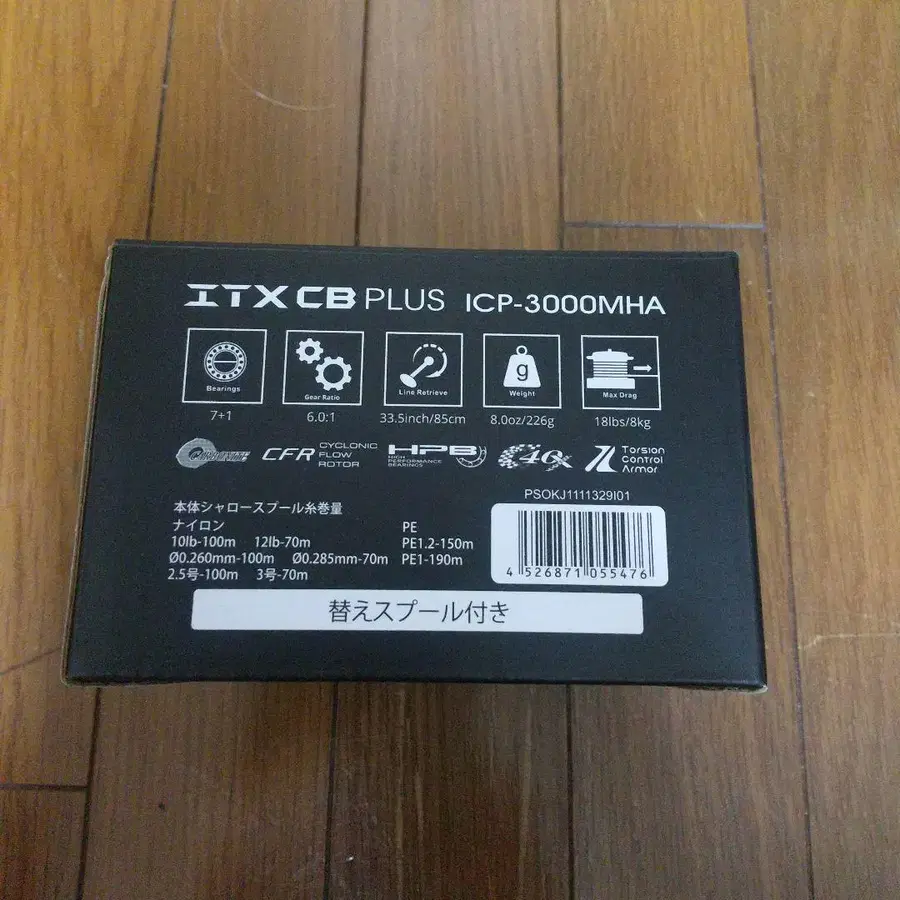 ITX CB PLUS ICP-3000MHA
Bearings
7+1
Gear Ratio
6.0:1
Line Retrieve
33.5inch/85cm
g
Weight
8.0oz/226g
Max Drag
18lbs/8kg
CFR CYCLONIC FLOW ROTOR
HPB HIGH PERFORMANCE BEARINGS
Torsion Control Armor
PSOKJ1111329I01
本体シャロースプール糸巻量
ナイロン
10lb-100m 12lb-70m
Ø0.260mm-100m Ø0.285mm-70m
2.5号-100m 3号-70m
PE
PE1.2-150m
PE1-190m
4 526871 055476
替えスプール付き